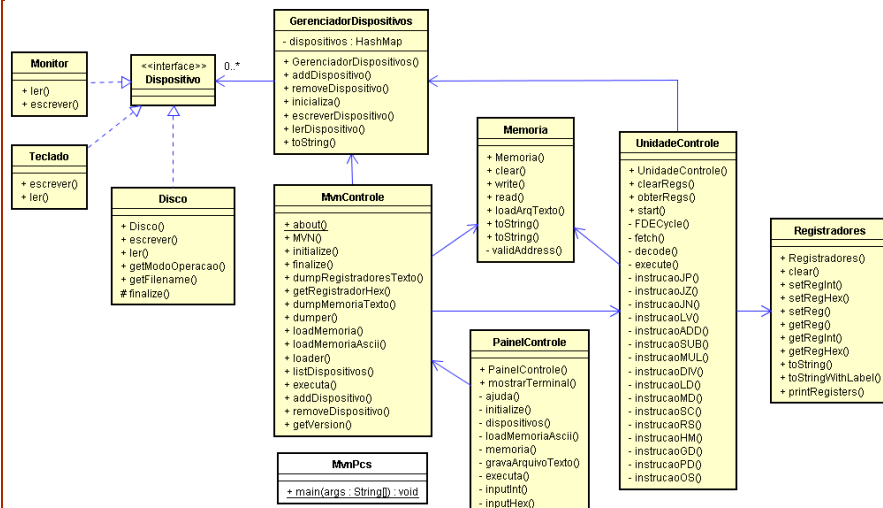 GerenciadorDispositivos
- dispositivos : HashMap
+ GerenciadorDispositivos()
+ addDispositivo()
+ removeDispositivo()
+ inicializa()
+ escreverDispositivo()
+ lerDispositivo()
+ toString()
Monitor
+ ler()
+ escrever()
<<interface>>
Dispositivo
0..*
Teclado
+ escrever()
+ ler()
Disco
+ Disco()
+ escrever()
+ ler()
+ getModoOperacao()
+ getFilename()
# finalize()
MvnControle
+ about()
+ MVN()
+ initialize()
+ finalize()
+ dumpRegistradoresTexto()
+ getRegistradorHex()
+ dumpMemoriaTexto()
+ dumper()
+ loadMemoria()
+ loadMemoriaAscii()
+ loader()
+ listDispositivos()
+ executa()
+ addDispositivo()
+ removeDispositivo()
+ getVersion()
MvnPcs
+ main(args : String[]) : void
Memoria
+ Memoria()
+ clear()
+ write()
+ read()
+ loadArqTexto()
+ toString()
+ toString()
- validAddress()
PainelControle
+ PainelControle()
+ mostrarTerminal()
- ajuda()
- initialize()
- dispositivos()
- loadMemoriaAscii()
- memoria()
- gravaArquivoTexto()
- executa()
- inputInt()
- inputHex()
UnidadeControle
+ UnidadeControle()
+ clearRegs()
+ obterRegs()
+ start()
- FDECycle()
- fetch()
- decode()
- execute()
- instrucaoJP()
- instrucaoJZ()
- instrucaoJN()
- instrucaoLV()
- instrucaoADD()
- instrucaoSUB()
- instrucaoMUL()
- instrucaoDIV()
- instrucaoLD()
- instrucaoMD()
- instrucaoSC()
- instrucaoRS()
- instrucaoHM()
- instrucaoGD()
- instrucaoPD()
- instrucaoOS()
Registradores
+ Registradores()
+ clear()
+ setRegInt()
+ setRegHex()
+ setReg()
+ getReg()
+ getRegInt()
+ getRegHex()
+ toString()
+ toStringWithLabel()
+ printRegisters()